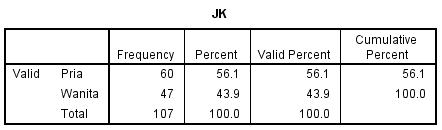 JK
Frequency Percent Valid Percent Cumulative Percent
Valid Pria 60 56.1 56.1 56.1
Wanita 47 43.9 43.9 100.0
Total 107 100.0 100.0